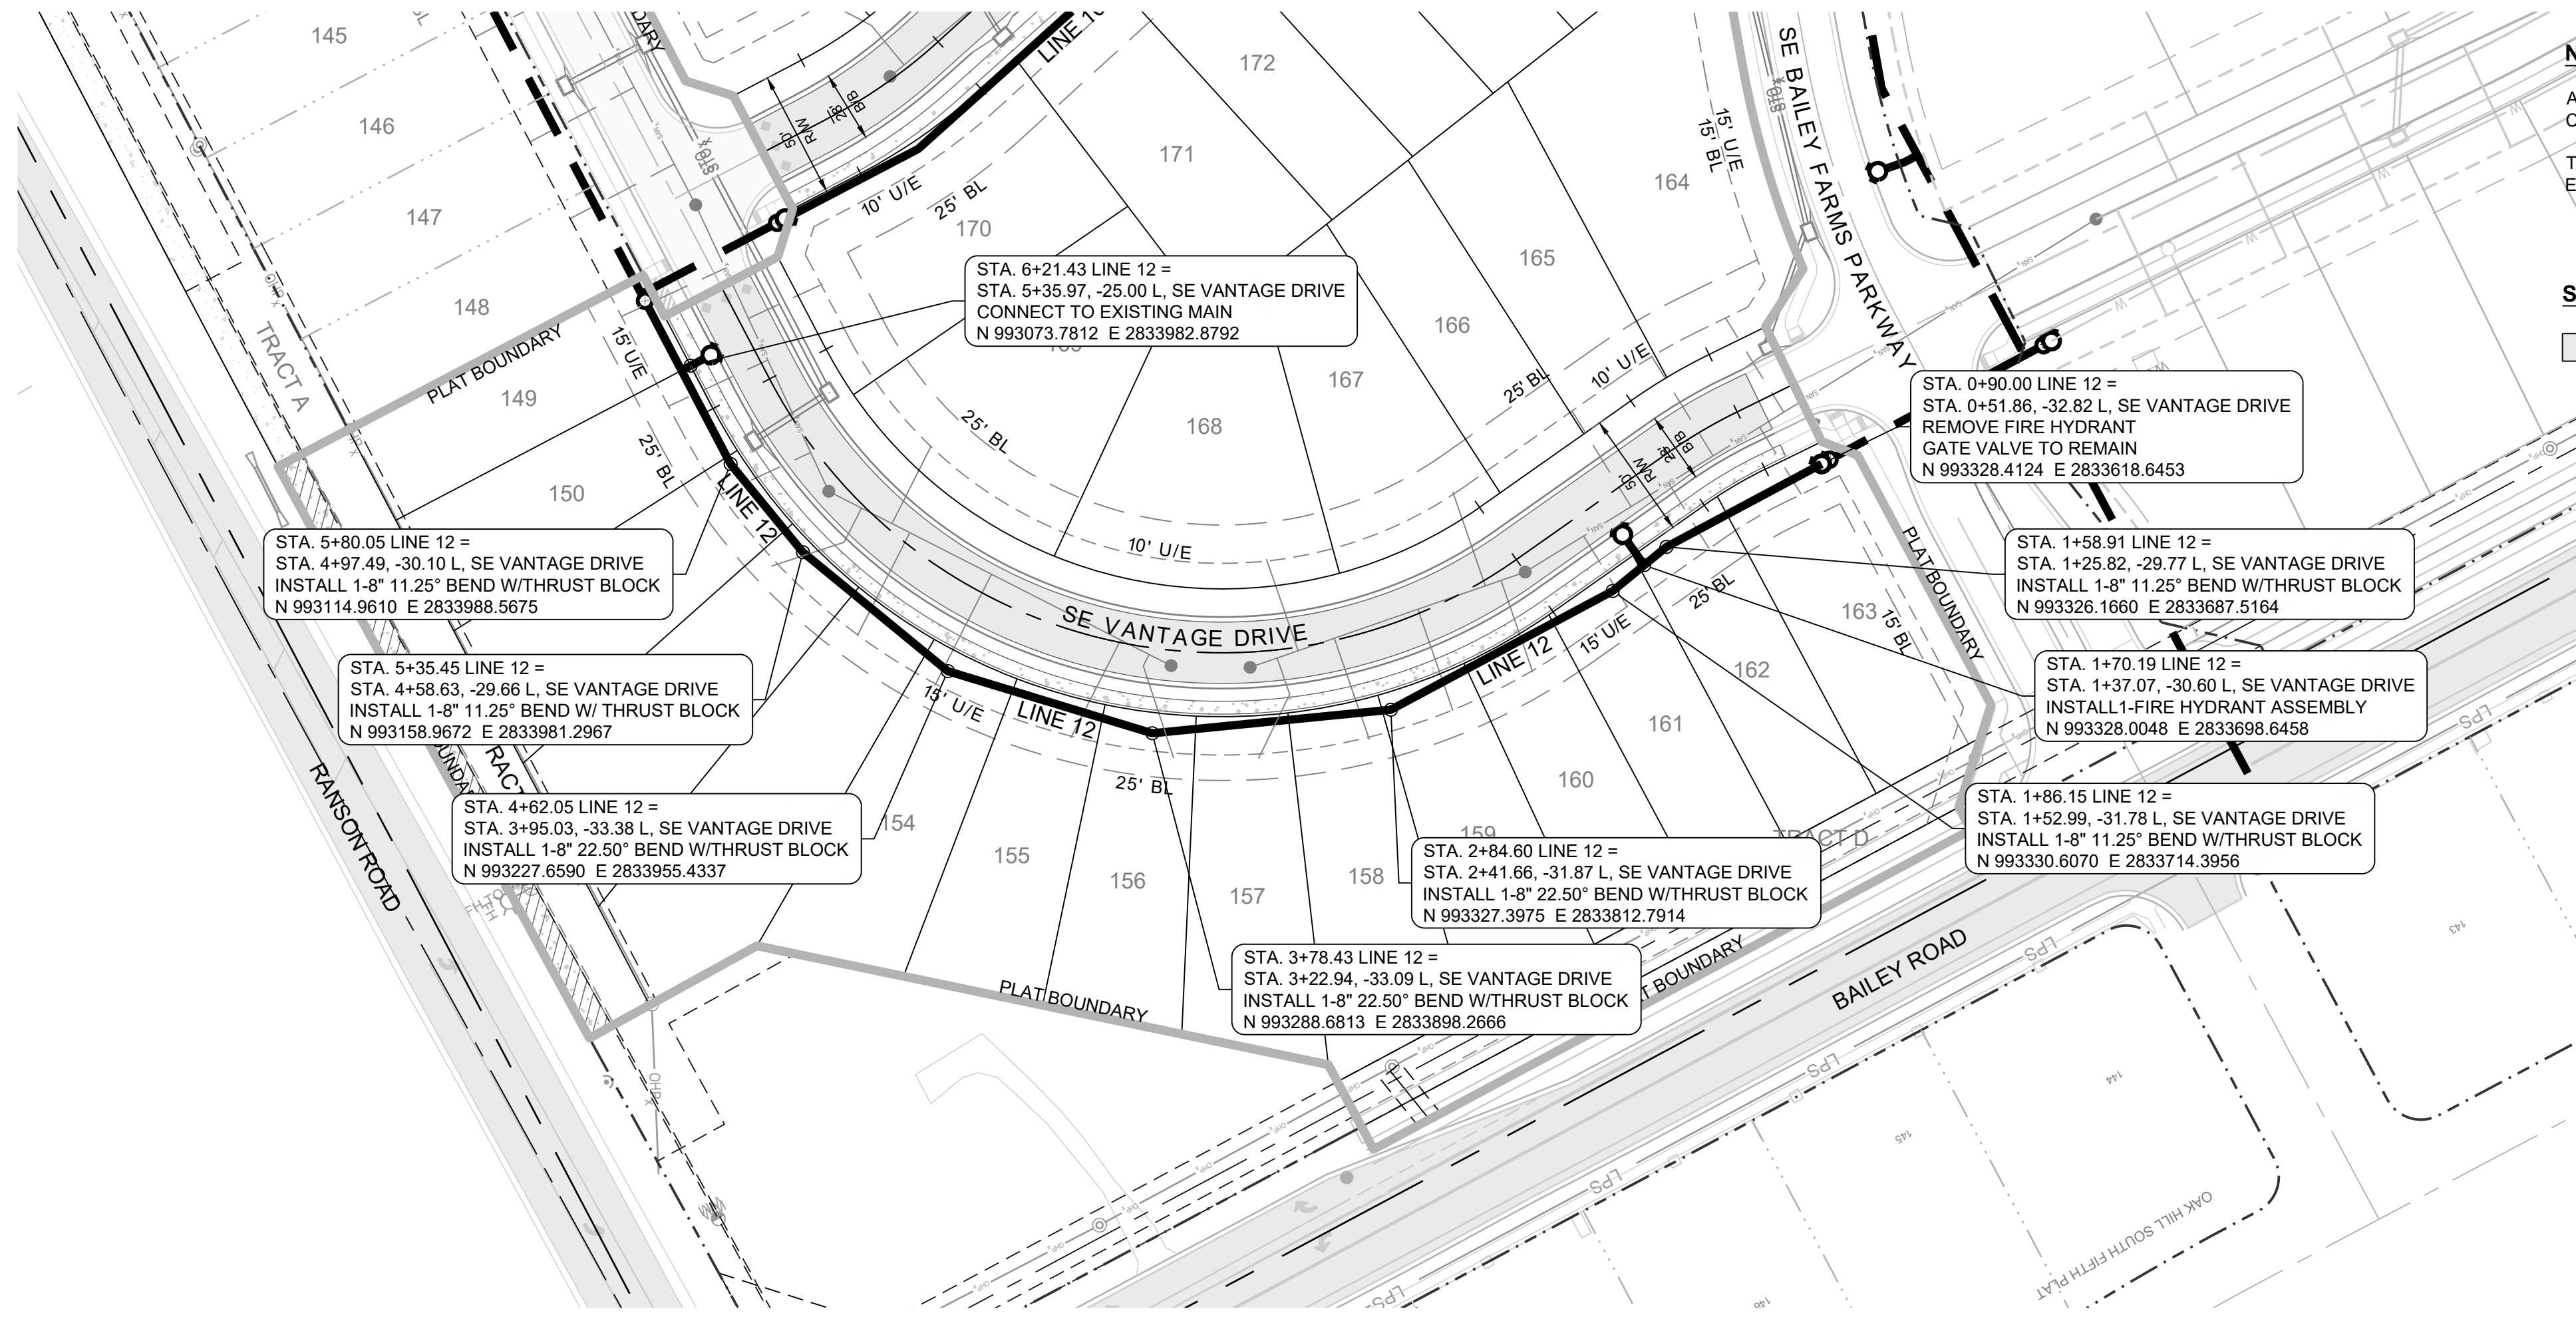 145
146
147
148
149
150
TRACT A
PLAT BOUNDARY
LINE 10
50'
R/W
28'
B/B
10' U/E
25' BL
170
171
172
SE BAILEY FARMS PARKWAY
15' U/E
15' BL
164
165
166
167
168
STA. 6+21.43 LINE 12 =
STA. 5+35.97, -25.00 L, SE VANTAGE DRIVE
CONNECT TO EXISTING MAIN
N 993073.7812  E 2833982.8792
15' U/E
25' BL
25' BL
10' U/E
25' BL
10' U/E
50'
R/W
28'
B/B
STA. 0+90.00 LINE 12 =
STA. 0+51.86, -32.82 L, SE VANTAGE DRIVE
REMOVE FIRE HYDRANT
GATE VALVE TO REMAIN
N 993328.4124  E 2833618.6453
LINE 12
STA. 5+80.05 LINE 12 =
STA. 4+97.49, -30.10 L, SE VANTAGE DRIVE
INSTALL 1-8" 11.25° BEND W/THRUST BLOCK
N 993114.9610  E 2833988.5675
STA. 1+58.91 LINE 12 =
STA. 1+25.82, -29.77 L, SE VANTAGE DRIVE
INSTALL 1-8" 11.25° BEND W/THRUST BLOCK
N 993326.1660  E 2833687.5164
PLAT BOUNDARY
SE VANTAGE DRIVE
25' BL
163
15' BL
LINE 12
15' U/E
162
161
160
159
STA. 5+35.45 LINE 12 =
STA. 4+58.63, -29.66 L, SE VANTAGE DRIVE
INSTALL 1-8" 11.25° BEND W/ THRUST BLOCK
N 993158.9672  E 2833981.2967
STA. 1+70.19 LINE 12 =
STA. 1+37.07, -30.60 L, SE VANTAGE DRIVE
INSTALL1-FIRE HYDRANT ASSEMBLY
N 993328.0048  E 2833698.6458
15' U/E
LINE 12
25' BL
RANSON ROAD
STA. 4+62.05 LINE 12 =
STA. 3+95.03, -33.38 L, SE VANTAGE DRIVE
INSTALL 1-8" 22.50° BEND W/THRUST BLOCK
N 993227.6590  E 2833955.4337
154
155
156
157
158
TRACT D
STA. 1+86.15 LINE 12 =
STA. 1+52.99, -31.78 L, SE VANTAGE DRIVE
INSTALL 1-8" 11.25° BEND W/THRUST BLOCK
N 993330.6070  E 2833714.3956
STA. 2+84.60 LINE 12 =
STA. 2+41.66, -31.87 L, SE VANTAGE DRIVE
INSTALL 1-8" 22.50° BEND W/THRUST BLOCK
N 993327.3975  E 2833812.7914
STA. 3+78.43 LINE 12 =
STA. 3+22.94, -33.09 L, SE VANTAGE DRIVE
INSTALL 1-8" 22.50° BEND W/THRUST BLOCK
N 993288.6813  E 2833898.2666
PLAT BOUNDARY
T BOUNDARY
BAILEY ROAD
LPS
LPS
LPS
LPS
LPS
143
144
145
146
OHP
OAK HILL SOUTH FIFTH PLAT